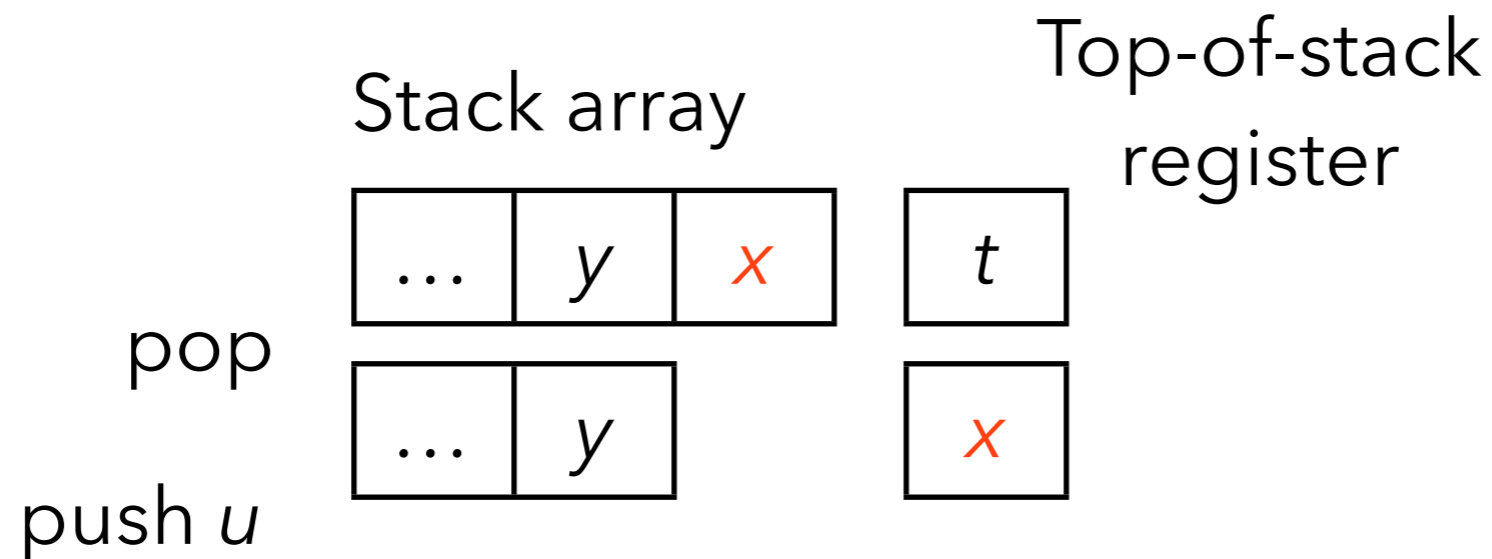 Top-of-stack
register
Stack array
… y x t
pop
… y x
push u